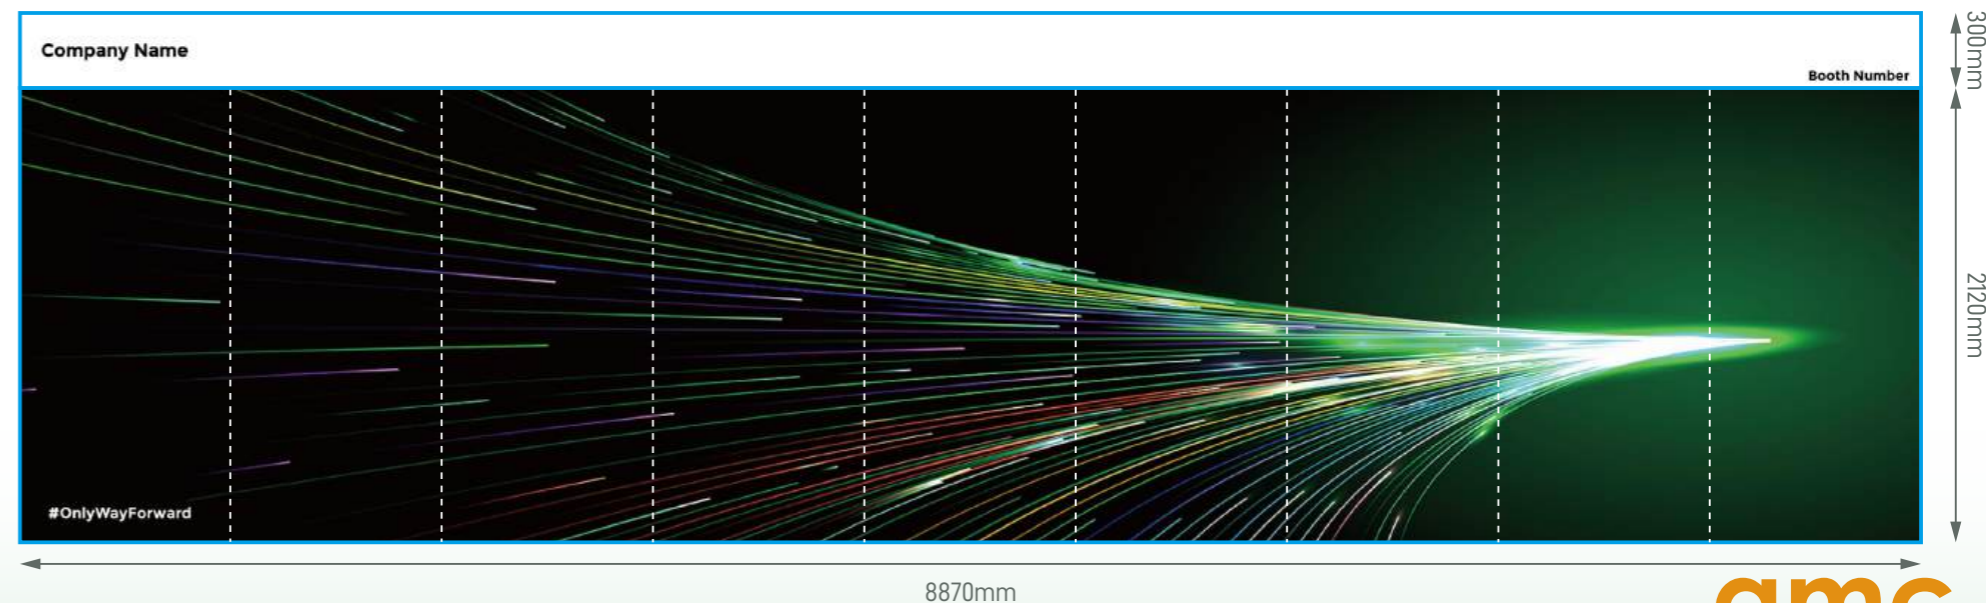 Company Name
300mm
Booth Number
2120mm
#OnlyWayForward
8870mm